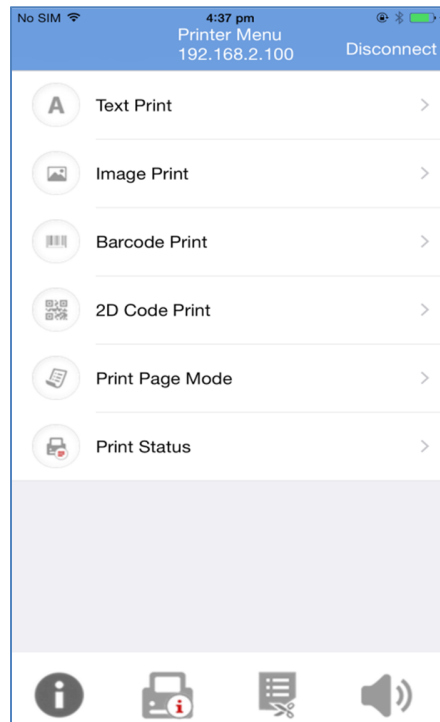 No SIM 4:37 pm
Printer Menu
192.168.2.100 Disconnect
A Text Print
Image Print
Barcode Print
2D Code Print
Print Page Mode
Print Status